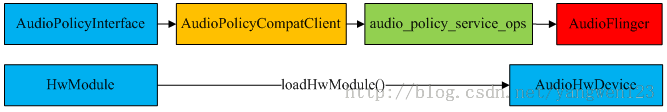 AudioPolicyInterface AudioPolicyCompatClient audio_policy_service_ops AudioFlinger
HwModule loadHwModule() AudioHwDevice